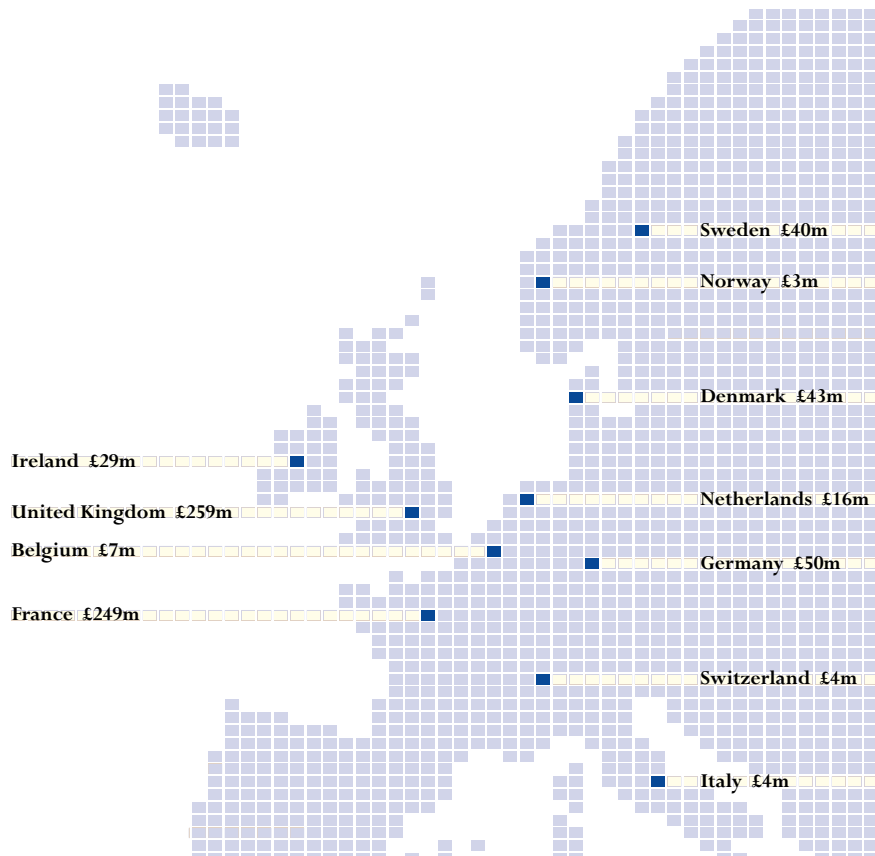 Sweden £40m
Norway £3m
Denmark £43m
Ireland £29m
Netherlands £16m
United Kingdom £259m
Belgium £7m
Germany £50m
France £249m
Switzerland £4m
Italy £4m